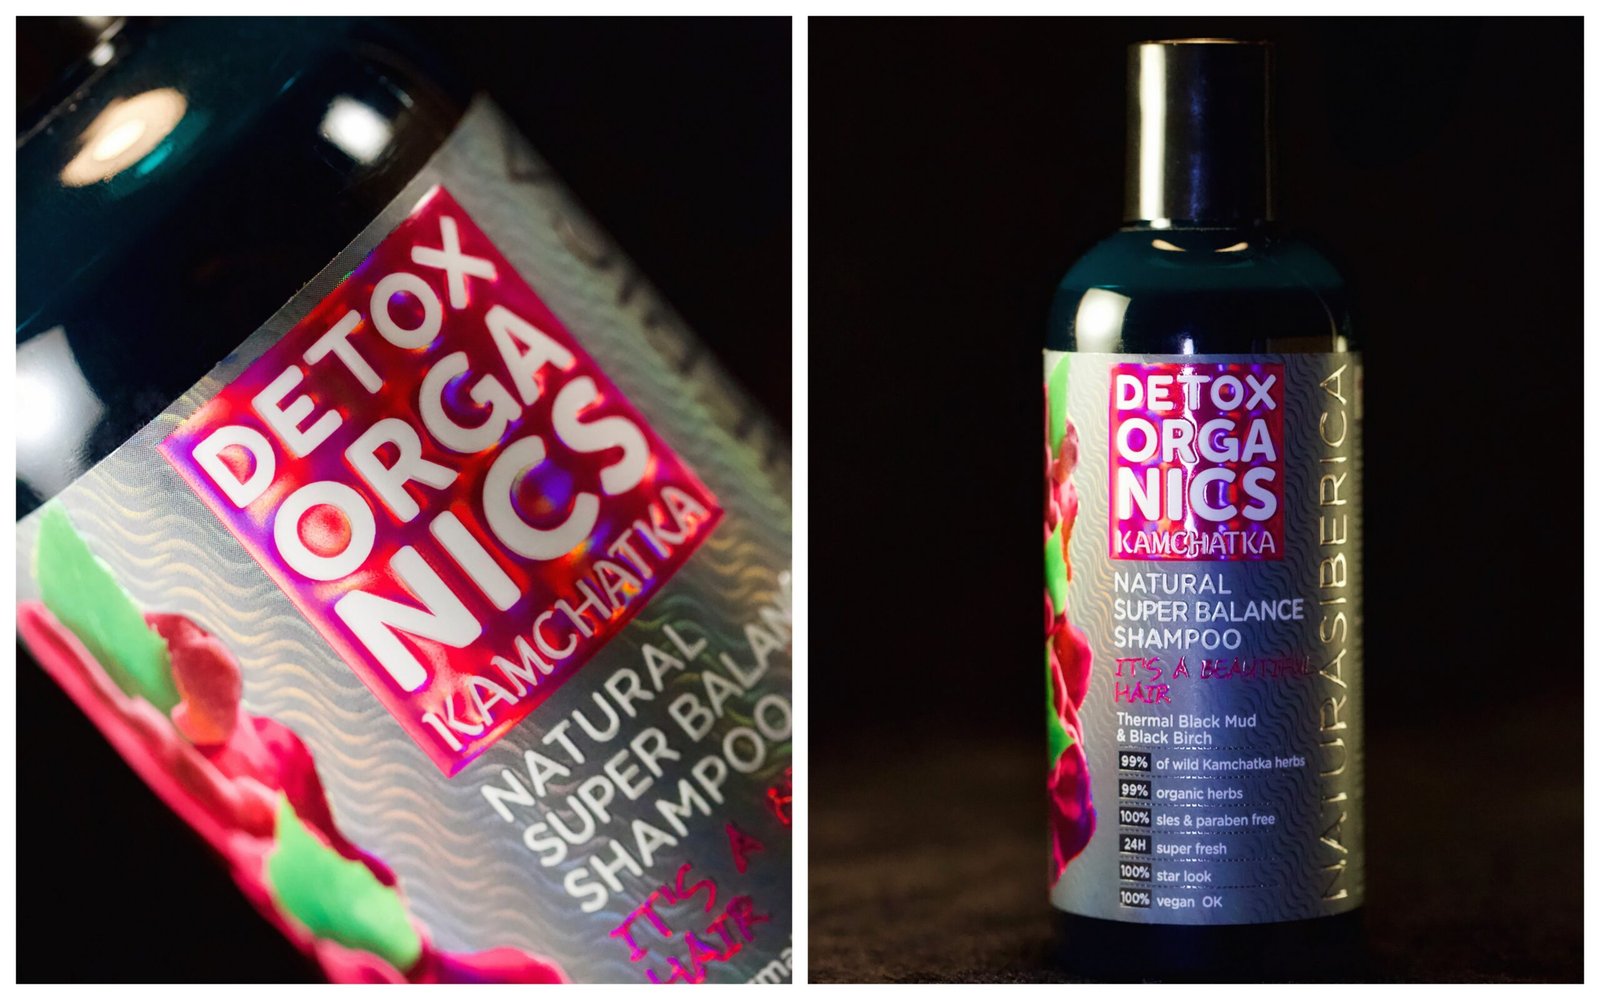 DETOX
ORGA
NICS
KAMCHATKA
NATURAL
SUPER
SHAMPOO
IT'S A
HAIR
DETOX
ORGA
NICS
KAMCHATKA
NATURAL
SUPER BALANCE
SHAMPOO
IT'S A BEAUTIFUL
HAIR
Thermal Black Mud
& Black Birch
99% of wild Kamchatka herbs
99% organic herbs
100% sles & paraben free
24H super fresh
100% star look
100% vegan OK
NATURA SIBERICA